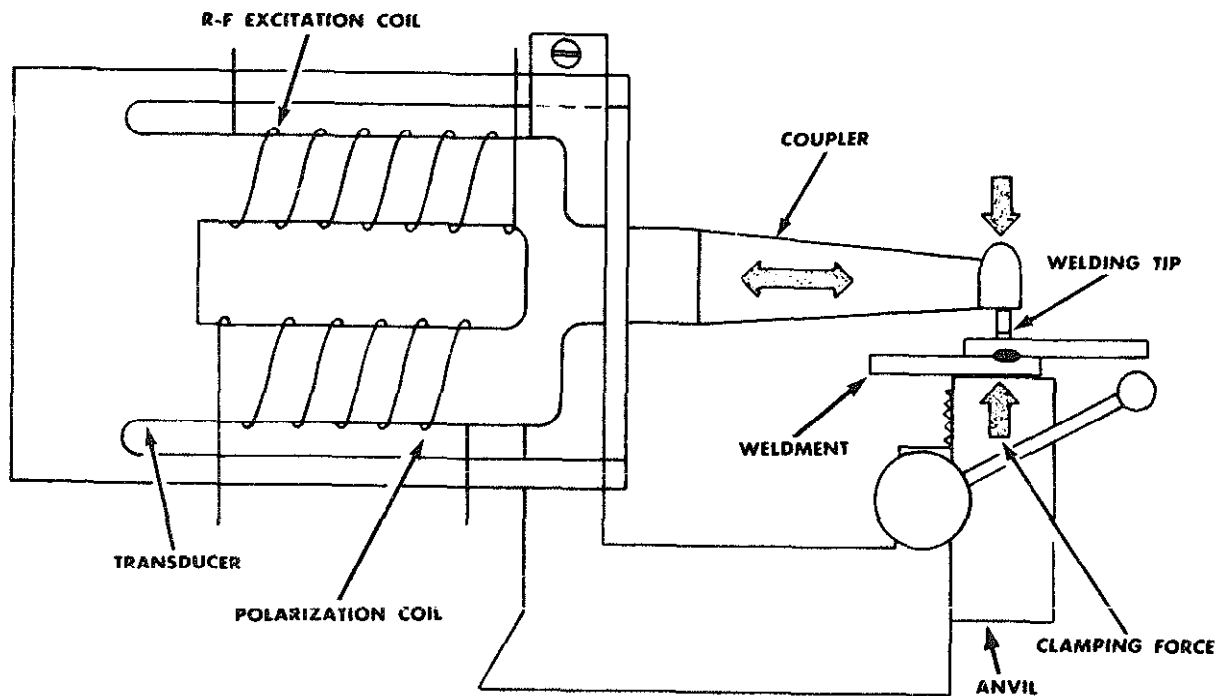 R-F EXCITATION COIL
COUPLER
WELDING TIP
WELDMENT
TRANSDUCER
POLARIZATION COIL
CLAMPING FORCE
ANVIL